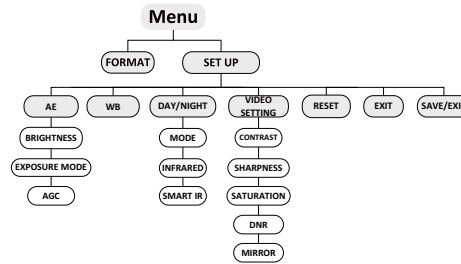 Menu
FORMAT
SET UP
AE
WB
DAY/NIGHT
VIDEO
SETTING
RESET
EXIT
SAVE/EXI
BRIGHTNESS
MODE
CONTRAST
EXPOSURE MODE
INFRARED
SHARPNESS
AGC
SMART IR
SATURATION
DNR
MIRROR